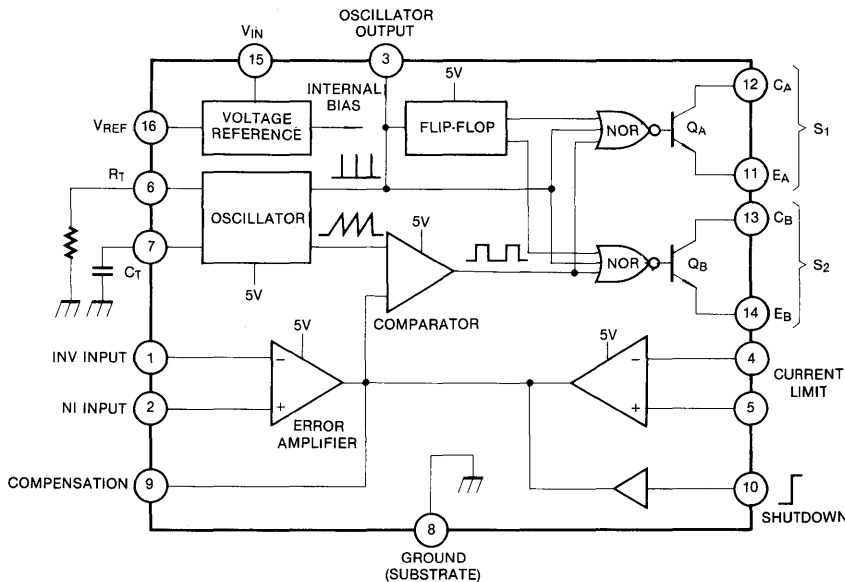 OSCILLATOR
OUTPUT
VIN
15
3
5V
12 CA
INTERNAL
BIAS
VREF 16
VOLTAGE
REFERENCE
FLIP-FLOP
NOR
QA
S1
RT
6
11 EA
OSCILLATOR
7
CT
5V
5V
13 CB
NOR
QB
S2
COMPARATOR
14 EB
5V
5V
INV INPUT 1
−
−
4
CURRENT
LIMIT
NI INPUT 2
+
+
5
ERROR
AMPLIFIER
COMPENSATION 9
10
SHUTDOWN
8
GROUND
(SUBSTRATE)